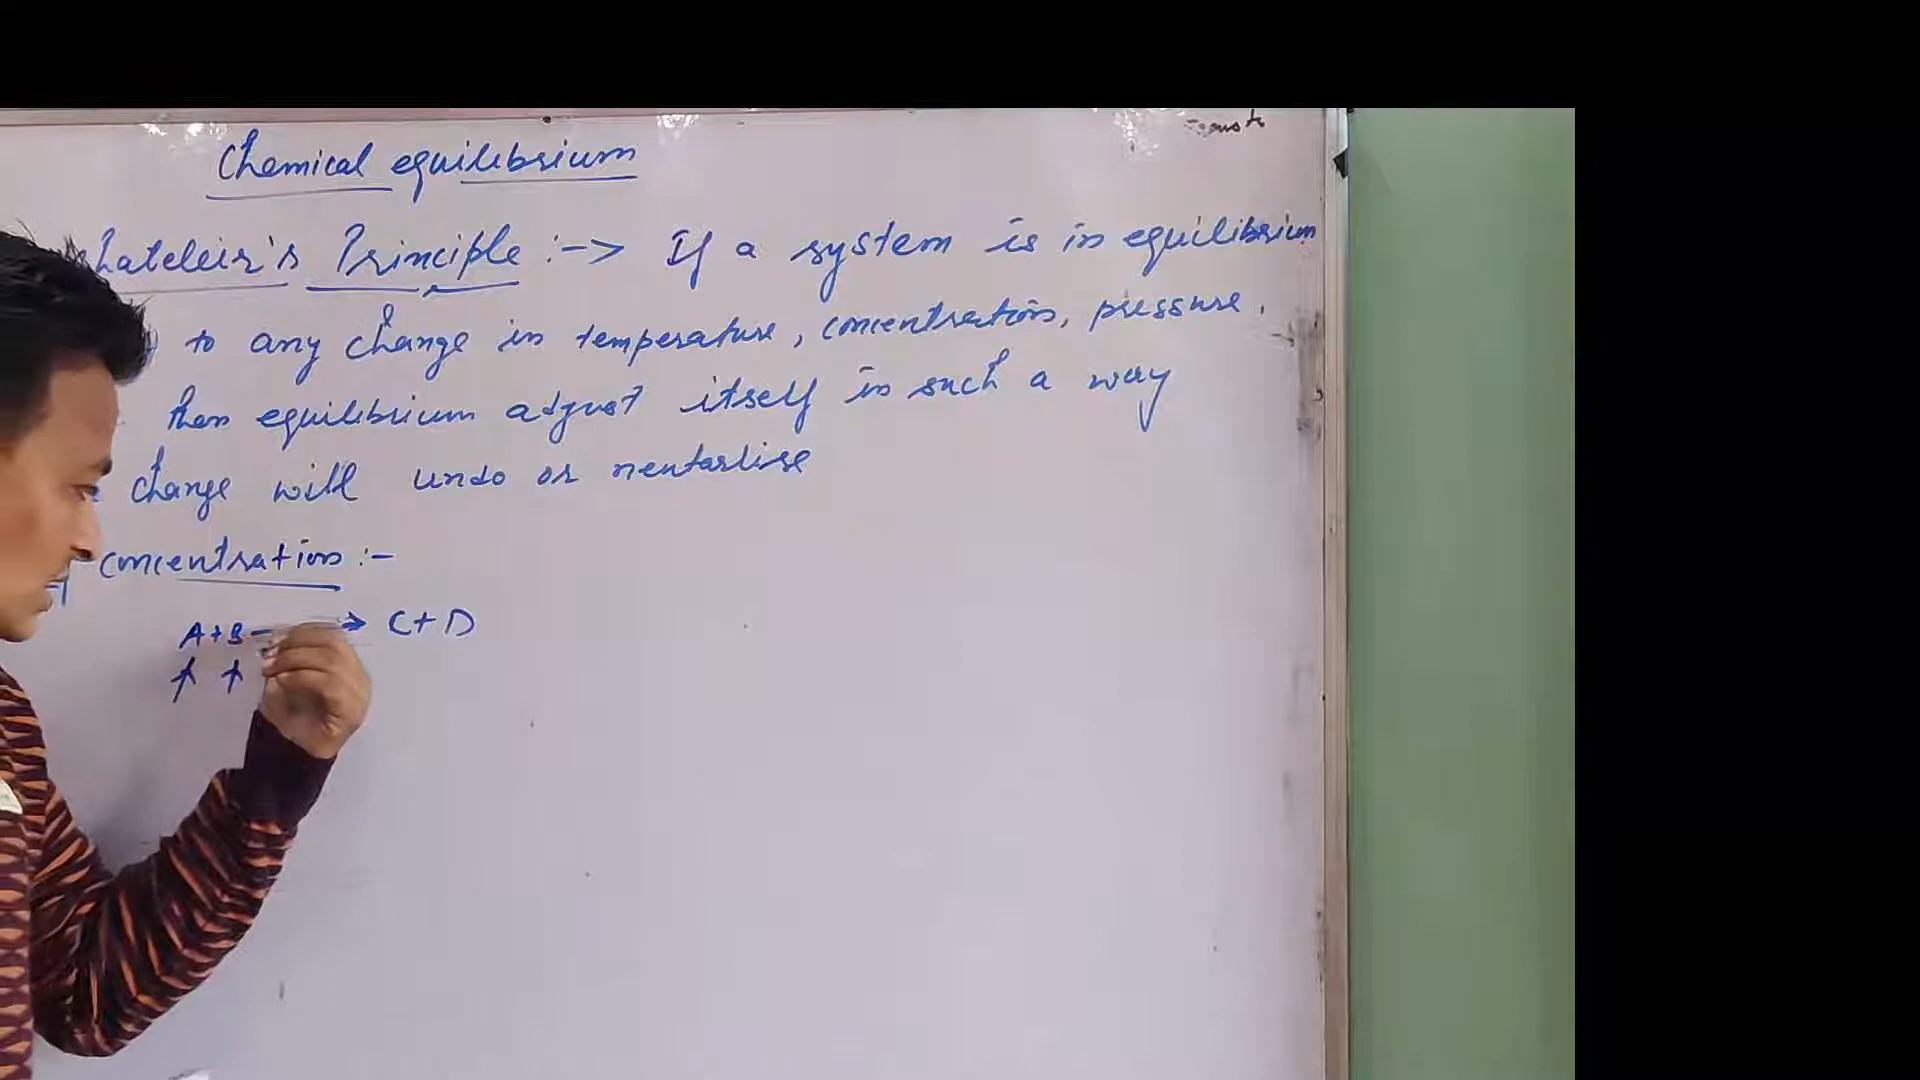 Chemical equilibrium
hateleir's Principle :-> If a system is in equilibrium
to any change in temperature, concentration, pressure,
then equilibrium adjust itself in such a way
change will undo or neutarlise
concentration :-
A+B → C+D
↑ ↑